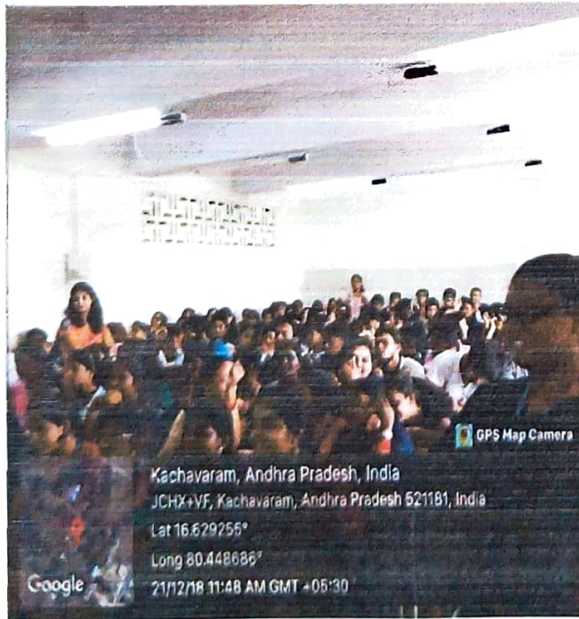 GPS Map Camera
Kachavaram, Andhra Pradesh, India
JCHX+VF, Kachavaram, Andhra Pradesh 521181, India
Lat 16.629256°
Long 80.448686°
Google
21/12/18 11:48 AM GMT +05:30